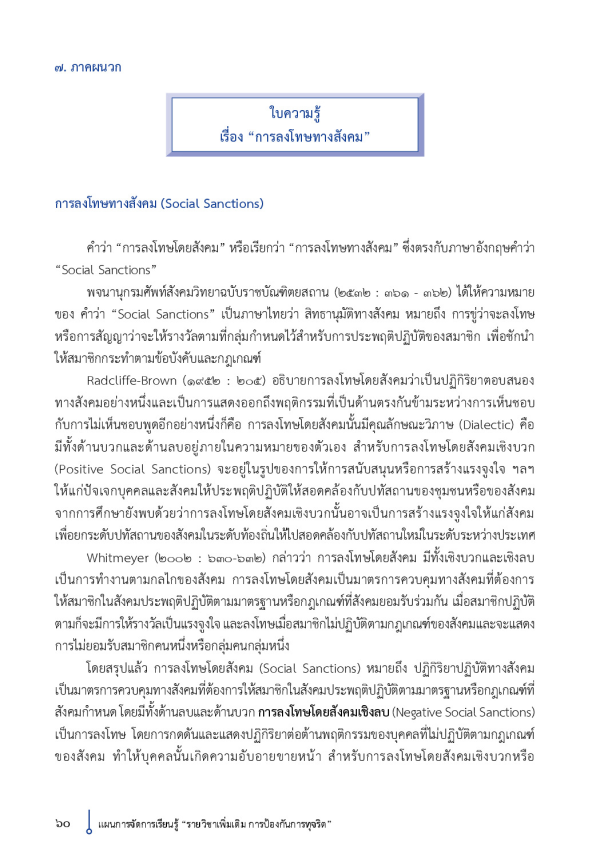 ๗. ภาคผนวก
ใบความรู้
เรื่อง “การลงโทษทางสังคม”
การลงโทษทางสังคม (Social Sanctions)
คำว่า “การลงโทษโดยสังคม” หรือเรียกว่า “การลงโทษทางสังคม” ซึ่งตรงกับภาษาอังกฤษคำว่า
“Social Sanctions”
พจนานุกรมศัพท์สังคมวิทยาฉบับราชบัณฑิตยสถาน (๒๕๓๒ : ๓๖๑ - ๓๖๒) ได้ให้ความหมาย
ของ คำว่า “Social Sanctions” เป็นภาษาไทยว่า สิทธานุมัติทางสังคม หมายถึง การขู่ว่าจะลงโทษ
หรือการสัญญาว่าจะให้รางวัลตามที่กลุ่มกำหนดไว้สำหรับการประพฤติปฏิบัติของสมาชิก เพื่อชักนำ
ให้สมาชิกกระทำตามข้อบังคับและกฎเกณฑ์
Radcliffe-Brown (๑๙๕๒ : ๒๐๕) อธิบายการลงโทษโดยสังคมว่าเป็นปฏิกิริยาตอบสนอง
ทางสังคมอย่างหนึ่งและเป็นการแสดงออกถึงพฤติกรรมที่เป็นด้านตรงกันข้ามระหว่างการเห็นชอบ
กับการไม่เห็นชอบพูดอีกอย่างหนึ่งก็คือ การลงโทษโดยสังคมนั้นมีคุณลักษณะวิภาษ (Dialectic) คือ
มีทั้งด้านบวกและด้านลบอยู่ภายในความหมายของตัวเอง สำหรับการลงโทษโดยสังคมเชิงบวก
(Positive Social Sanctions) จะอยู่ในรูปของการให้การสนับสนุนหรือการสร้างแรงจูงใจ ฯลฯ
ให้แก่ปัจเจกบุคคลและสังคมให้ประพฤติปฏิบัติให้สอดคล้องกับปทัสถานของชุมชนหรือของสังคม
จากการศึกษายังพบด้วยว่าการลงโทษโดยสังคมเชิงบวกนั้นอาจเป็นการสร้างแรงจูงใจให้แก่สังคม
เพื่อยกระดับปทัสถานของสังคมในระดับท้องถิ่นให้ไปสอดคล้องกับปทัสถานใหม่ในระดับระหว่างประเทศ
Whitmeyer (๒๐๐๒ : ๖๓๐-๖๓๒) กล่าวว่า การลงโทษโดยสังคม มีทั้งเชิงบวกและเชิงลบ
เป็นการทำงานตามกลไกของสังคม การลงโทษโดยสังคมเป็นมาตรการควบคุมทางสังคมที่ต้องการ
ให้สมาชิกในสังคมประพฤติปฏิบัติตามมาตรฐานหรือกฎเกณฑ์ที่สังคมยอมรับร่วมกัน เมื่อสมาชิกปฏิบัติ
ตามก็จะมีการให้รางวัลเป็นแรงจูงใจ และลงโทษเมื่อสมาชิกไม่ปฏิบัติตามกฎเกณฑ์ของสังคมและจะแสดง
การไม่ยอมรับสมาชิกคนหนึ่งหรือกลุ่มคนกลุ่มหนึ่ง
โดยสรุปแล้ว การลงโทษโดยสังคม (Social Sanctions) หมายถึง ปฏิกิริยาปฏิบัติทางสังคม
เป็นมาตรการควบคุมทางสังคมที่ต้องการให้สมาชิกในสังคมประพฤติปฏิบัติตามมาตรฐานหรือกฎเกณฑ์ที่
สังคมกำหนด โดยมีทั้งด้านลบและด้านบวก การลงโทษโดยสังคมเชิงลบ (Negative Social Sanctions)
เป็นการลงโทษ โดยการกดดันและแสดงปฏิกิริยาต่อต้านพฤติกรรมของบุคคลที่ไม่ปฏิบัติตามกฎเกณฑ์
ของสังคม ทำให้บุคคลนั้นเกิดความอับอายขายหน้า สำหรับการลงโทษโดยสังคมเชิงบวกหรือ
๖๐ แผนการจัดการเรียนรู้ “รายวิชาเพิ่มเติม การป้องกันการทุจริต”